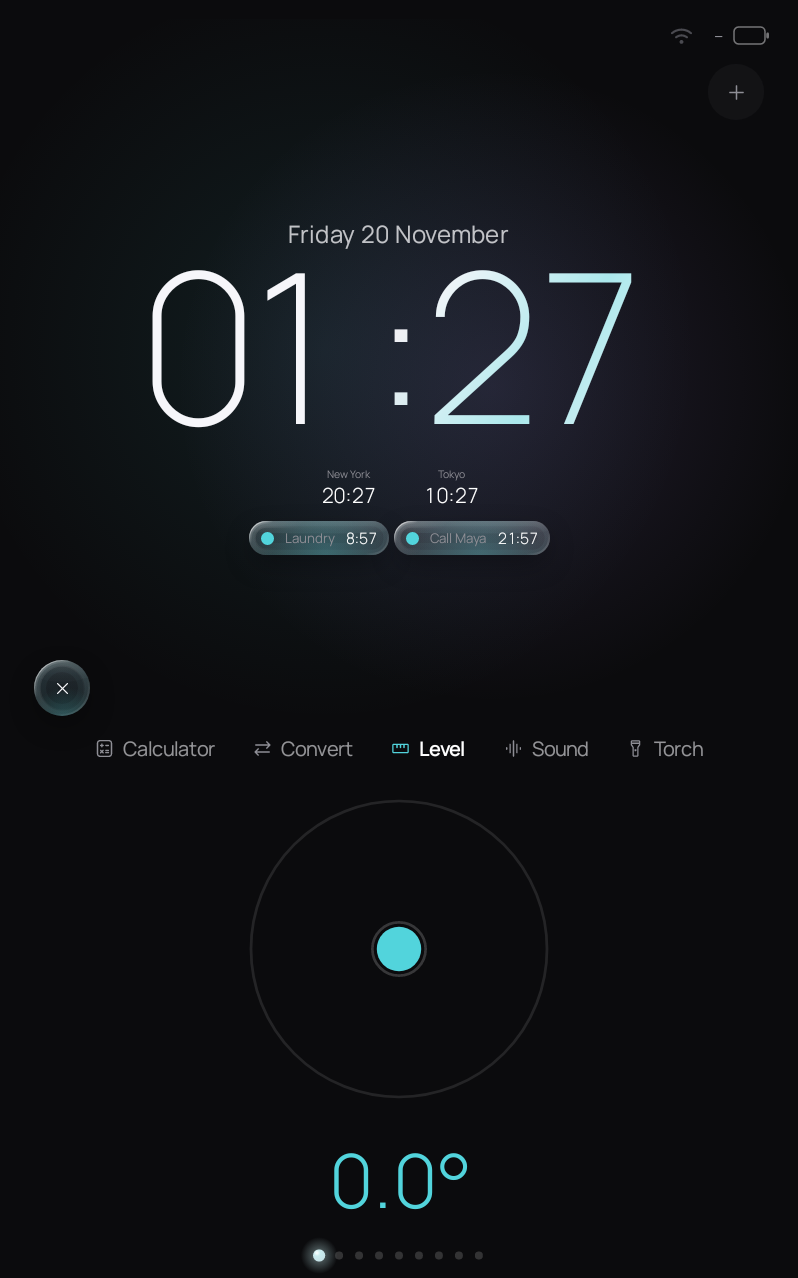 –
Friday 20 November
01:27
New York Tokyo
20:27 10:27
Laundry 8:57 Call Maya 21:57
Calculator Convert Level Sound Torch
0.0°